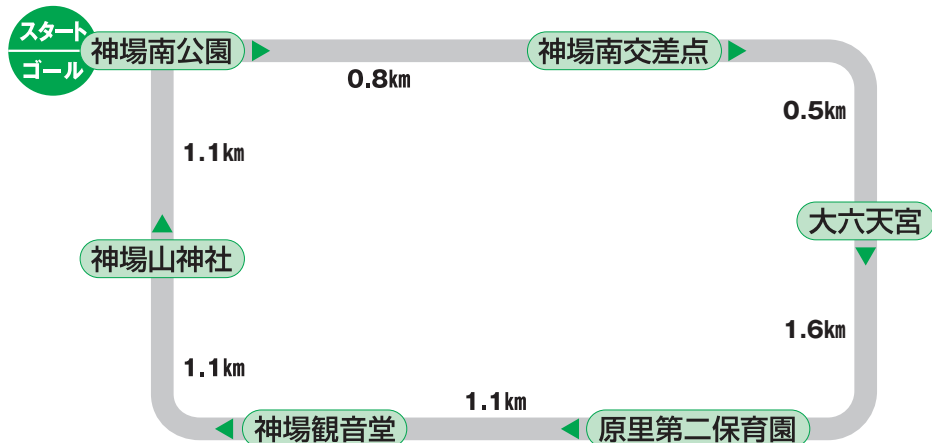 スタート
ゴール
神場南公園
0.8km
神場南交差点
0.5km
大六天宮
1.6km
原里第二保育園
1.1km
神場観音堂
1.1km
神場山神社
1.1km